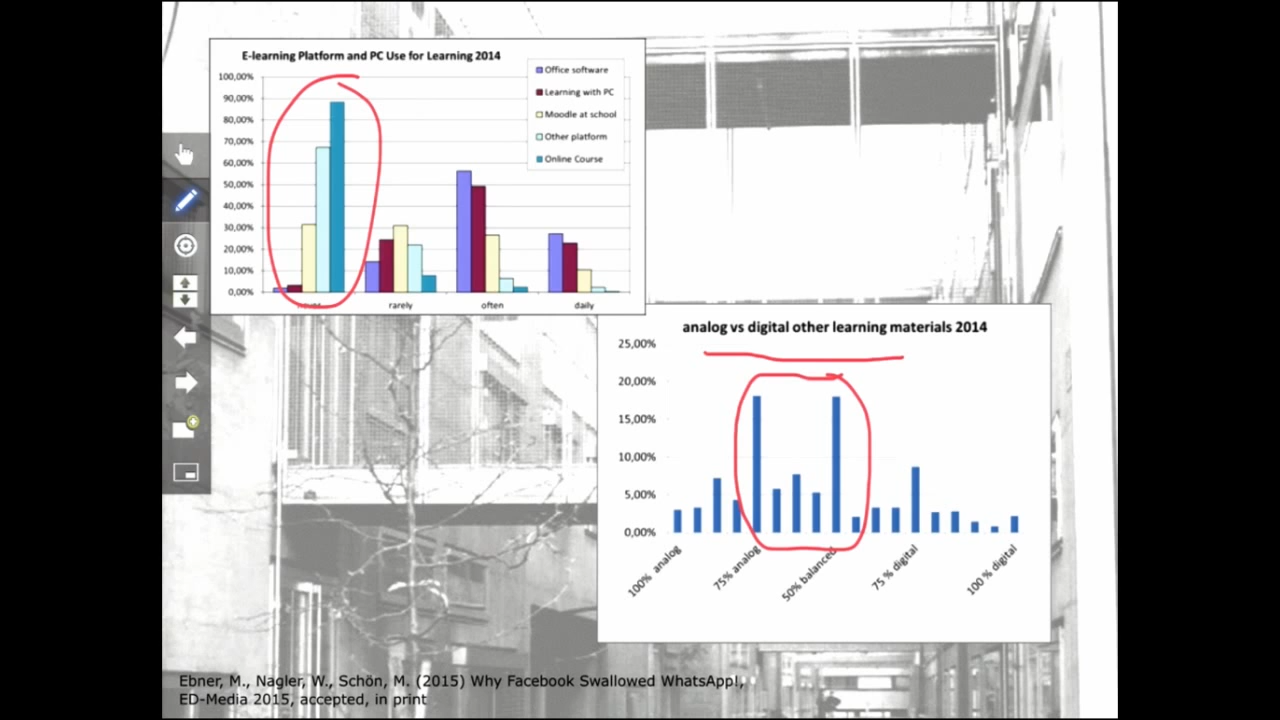 E-learning Platform and PC Use for Learning 2014
100,00%
90,00%
80,00%
70,00%
60,00%
50,00%
40,00%
30,00%
20,00%
10,00%
0,00%
Office software
Learning with PC
Moodle at school
Other platform
Online Course
rarely
often
daily
analog vs digital other learning materials 2014
25,00%
20,00%
15,00%
10,00%
5,00%
0,00%
100% analog
75% analog
50% balanced
75 % digital
100 % digital
Ebner, M., Nagler, W., Schön, M. (2015) Why Facebook Swallowed WhatsApp!,
ED-Media 2015, accepted, in print